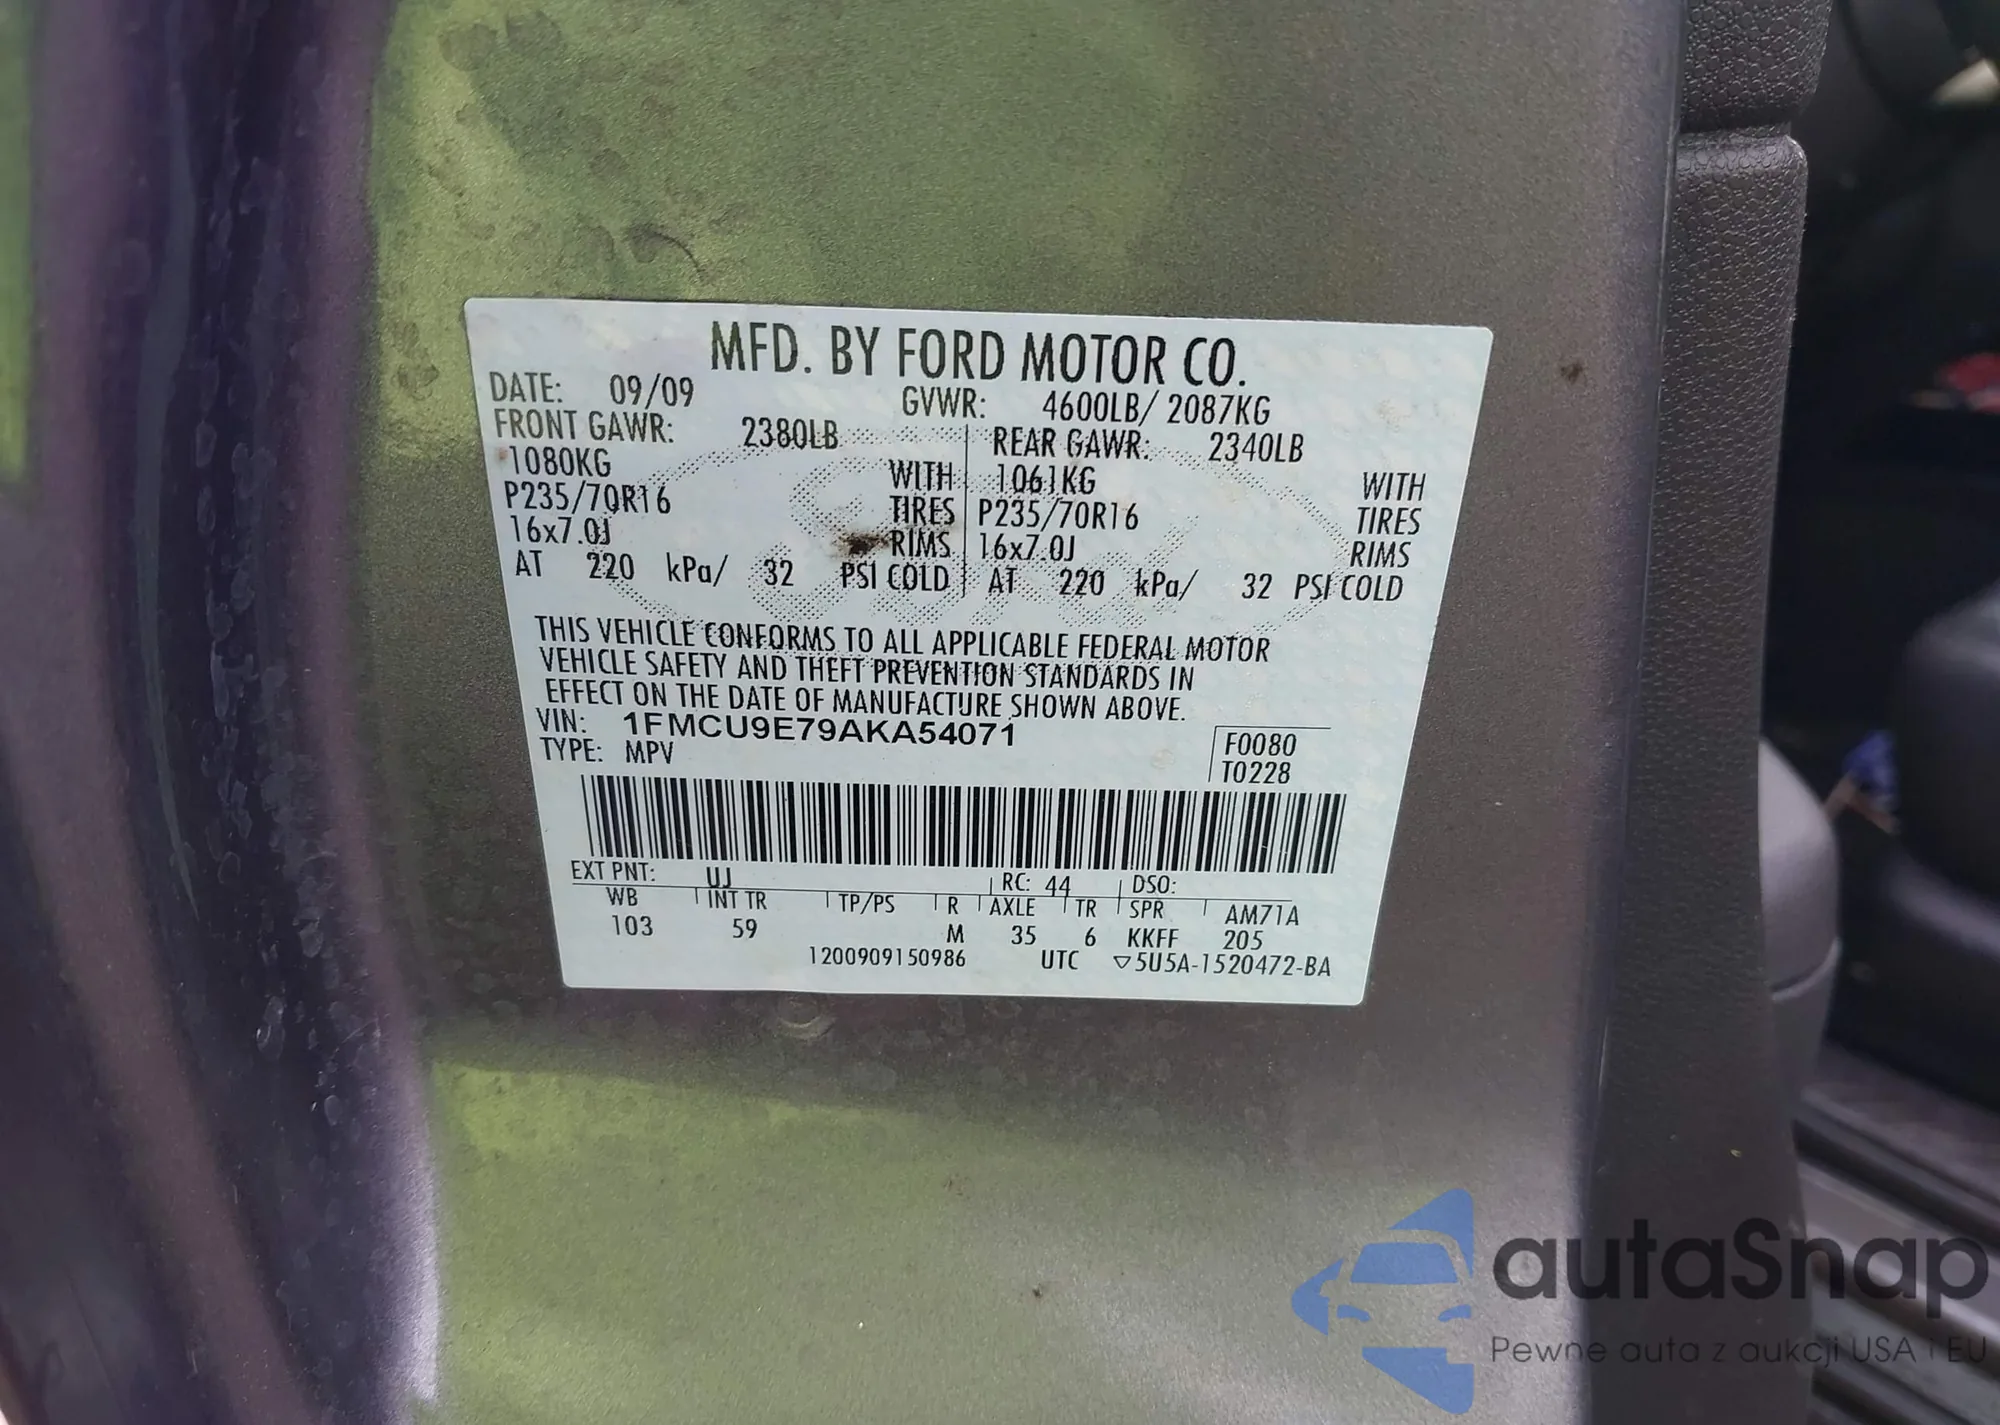 MFD. BY FORD MOTOR CO.
DATE: 09/09 GVWR: 4600LB/ 2087KG
FRONT GAWR: 2380LB REAR GAWR: 2340LB
1080KG WITH 1061KG WITH
P235/70R16 TIRES P235/70R16 TIRES
16x7.0J RIMS 16x7.0J RIMS
AT 220 kPa/ 32 PSI COLD AT 220 kPa/ 32 PSI COLD
THIS VEHICLE CONFORMS TO ALL APPLICABLE FEDERAL MOTOR
VEHICLE SAFETY AND THEFT PREVENTION STANDARDS IN
EFFECT ON THE DATE OF MANUFACTURE SHOWN ABOVE.
VIN: 1FMCU9E79AKA54071
TYPE: MPV
F0080
T0228
EXT PNT: UJ RC: 44 DSO:
WB INT TR TP/PS R AXLE TR SPR AM71A
103 59 M 35 6 KKFF 205
1200909150986 UTC ▽5U5A-1520472-BA
autaSnap
Pewne auta z aukcji USA i EU